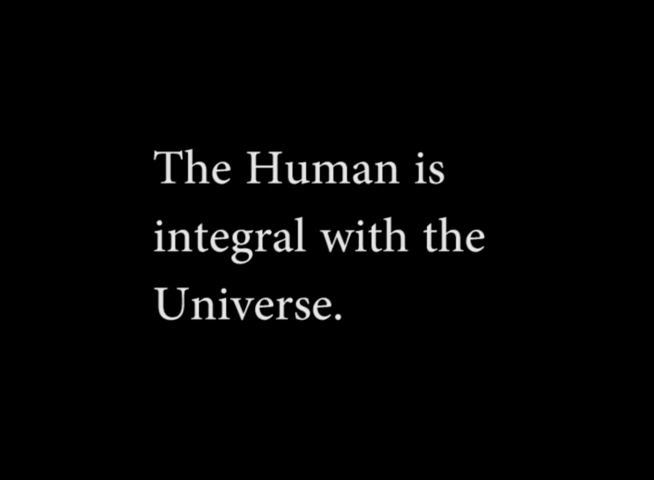 The Human is
integral with the
Universe.